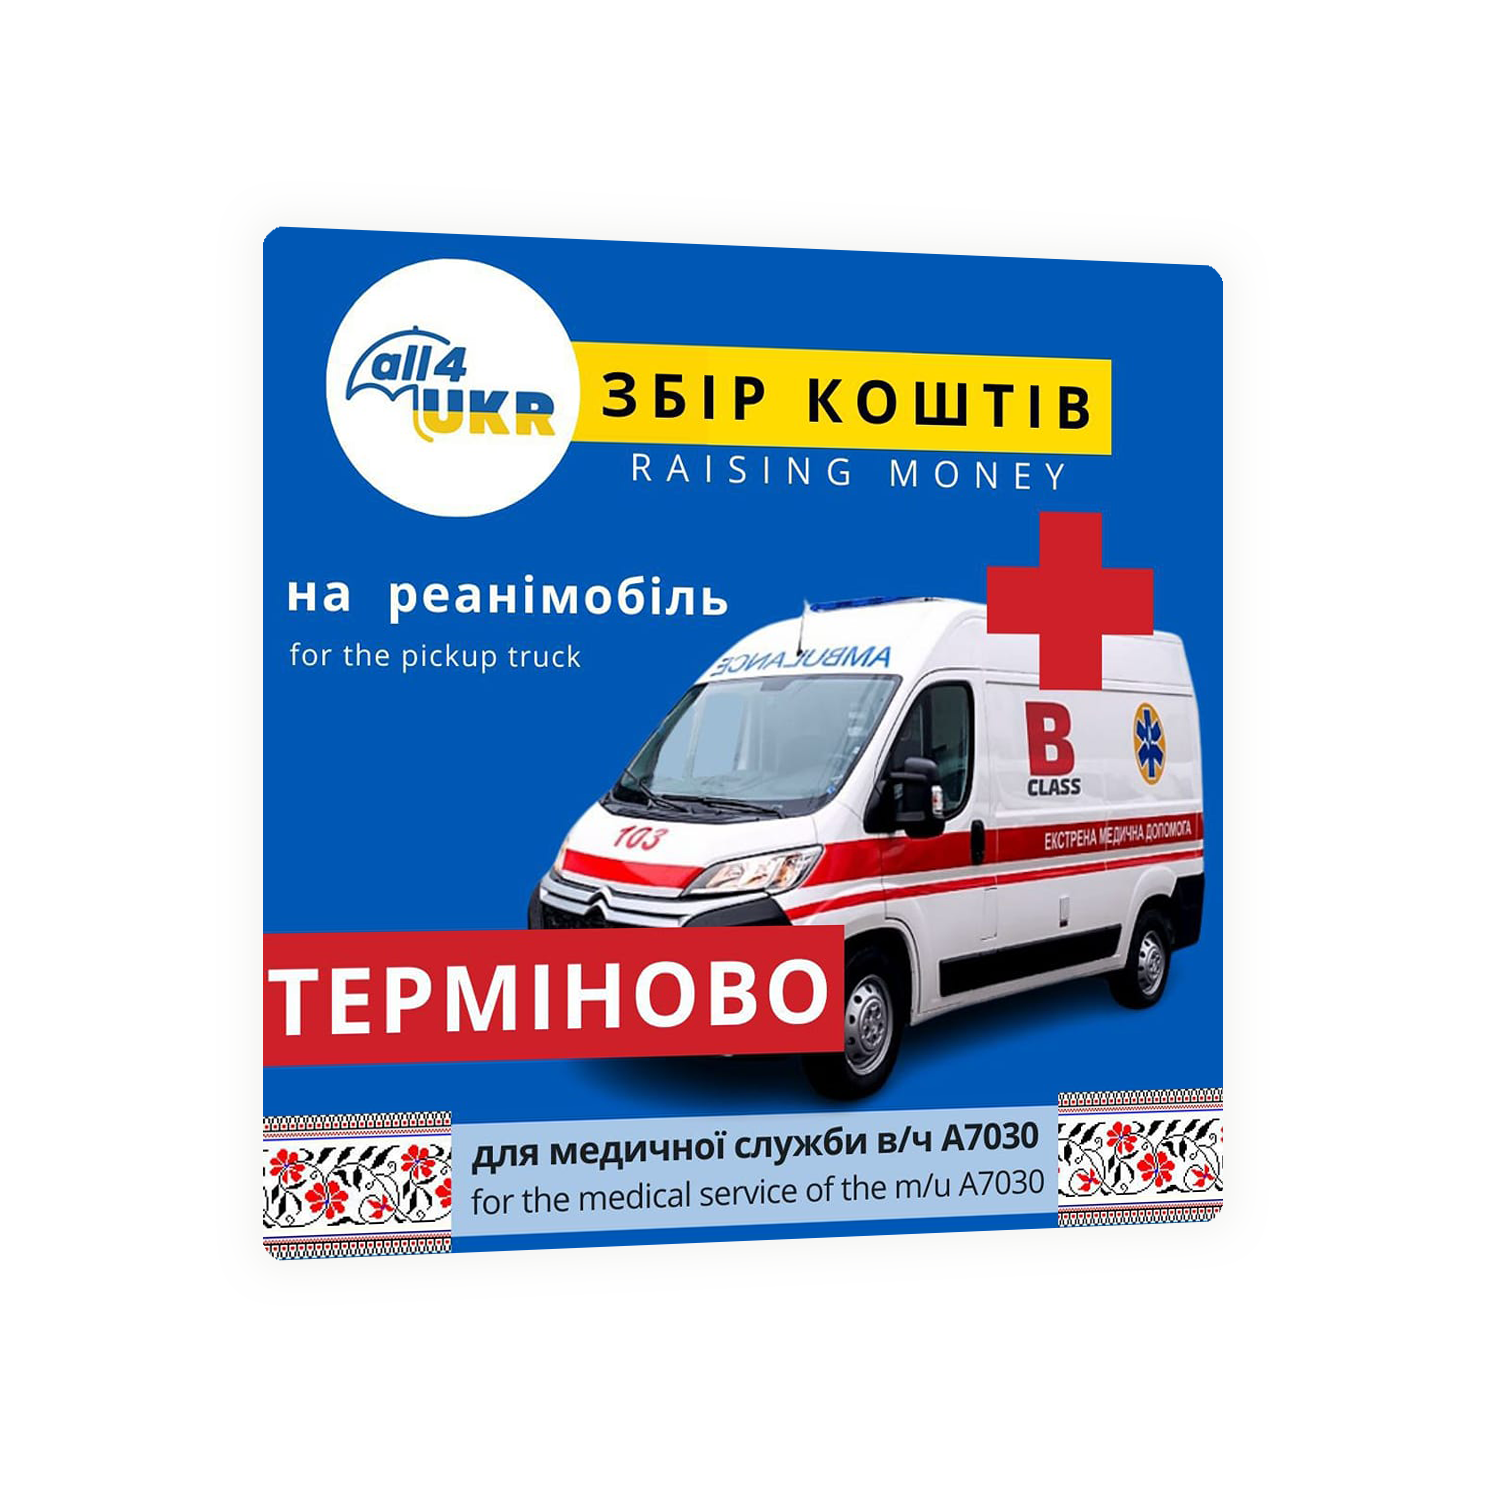 all4
UKR
ЗБІР КОШТІВ
RAISING MONEY
на реанімобіль
for the pickup truck
AMBULANCE
B
CLASS
103
ЕКСТРЕНА МЕДИЧНА ДОПОМОГА
ТЕРМІНОВО
для медичної служби в/ч А7030
for the medical service of the m/u A7030